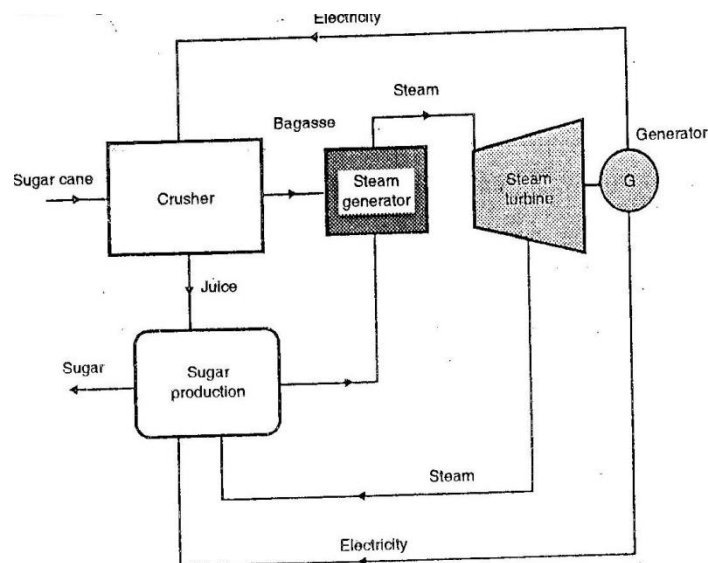 Electricity
Steam
Bagasse
Generator
Sugar cane
Crusher
Steam
generator
Steam
turbine
G
Juice
Sugar
Sugar
production
Steam
Electricity